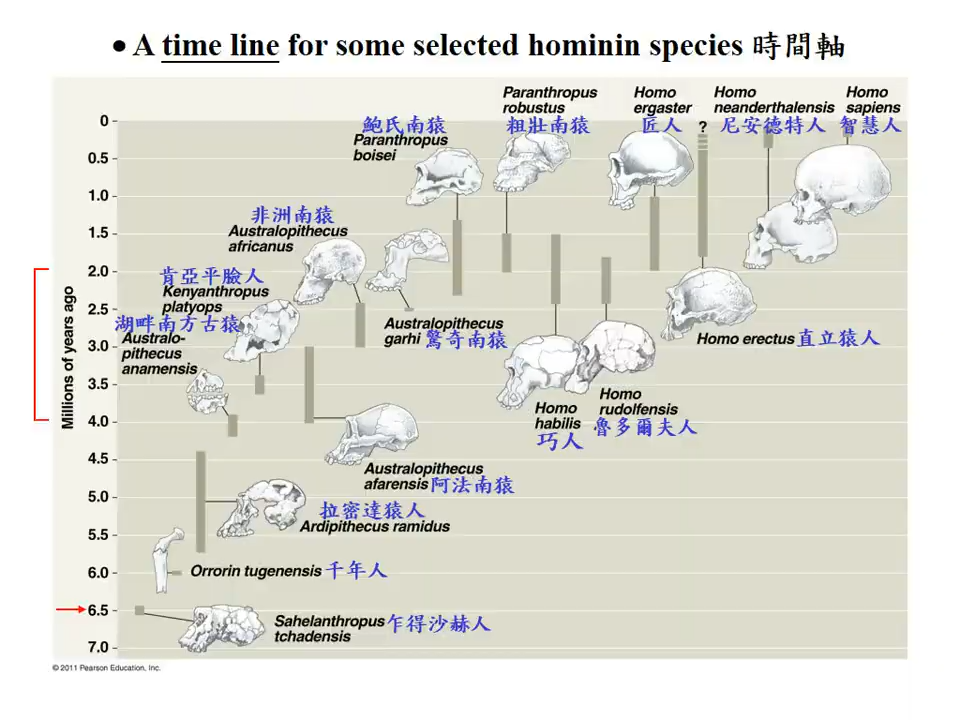 • A time line for some selected hominin species 時間軸
Paranthropus
robustus
粗壯南猿
Homo
ergaster
匠人
Homo
neanderthalensis
尼安德特人
Homo
sapiens
智慧人
鮑氏南猿
Paranthropus
boisei
?
非洲南猿
Australopithecus
africanus
肯亞平臉人
Kenyanthropus
platyops
湖畔南方古猿
Australo-
pithecus
anamensis
Australopithecus
garhi 驚奇南猿
Homo erectus 直立猿人
Homo
habilis
巧人
Homo
rudolfensis
魯多爾夫人
Australopithecus
afarensis 阿法南猿
拉密達猿人
Ardipithecus ramidus
Orrorin tugenensis 千年人
Sahelanthropus
tchadensis
乍得沙赫人
Millions of years ago
0
0.5
1.0
1.5
2.0
2.5
3.0
3.5
4.0
4.5
5.0
5.5
6.0
6.5
7.0
© 2011 Pearson Education, Inc.